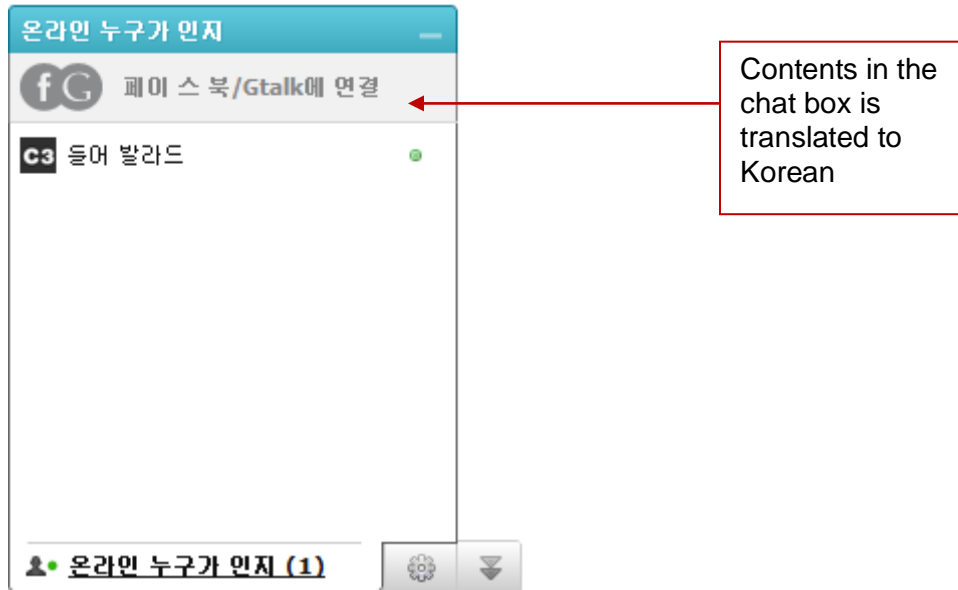 온라인 누구가 인지
fG 페이 스 북/Gtalk에 연결
C3 들어 발라드
온라인 누구가 인지 (1)
Contents in the
chat box is
translated to
Korean